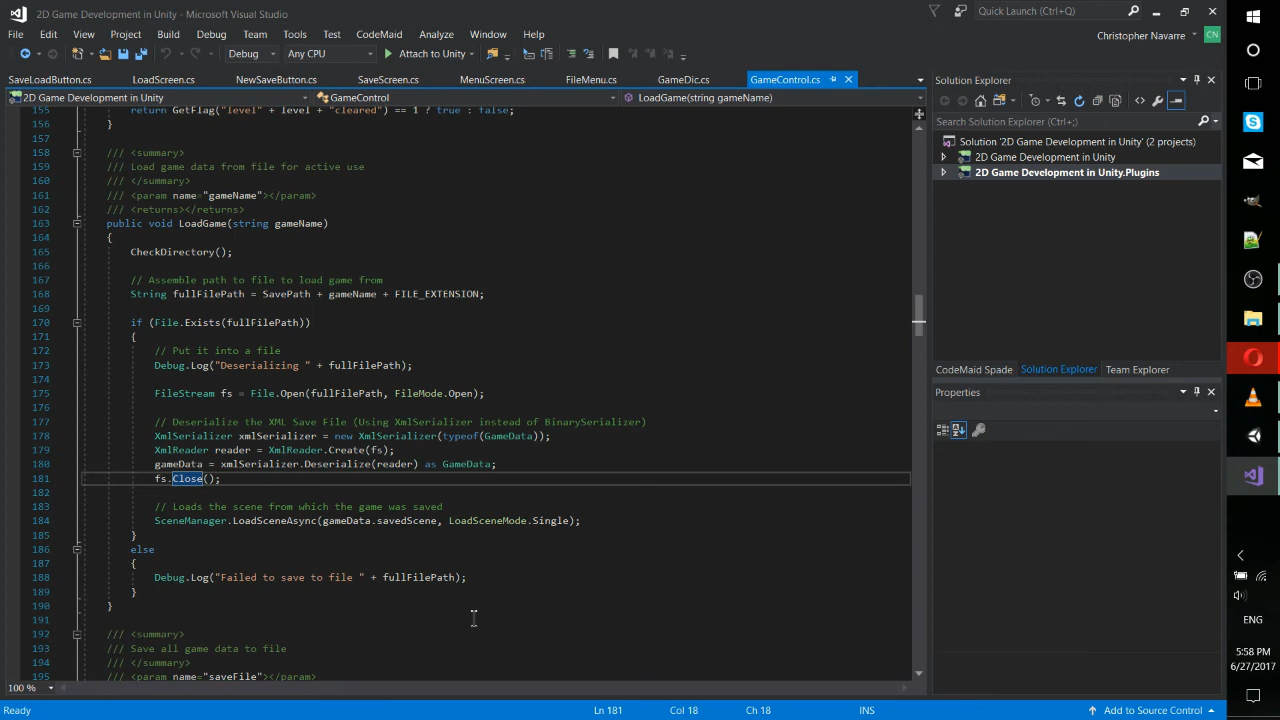 2D Game Development in Unity - Microsoft Visual Studio
Quick Launch (Ctrl+Q)
File Edit View Project Build Debug Team Tools Test CodeMaid Analyze Window Help
Christopher Navarre CN
Debug Any CPU Attach to Unity
SaveLoadButton.cs LoadScreen.cs NewSaveButton.cs SaveScreen.cs MenuScreen.cs FileMenu.cs GameDic.cs GameControl.cs
2D Game Development in Unity GameControl LoadGame(string gameName)
155 return GetFlag("level" + level + "cleared") == 1 ? true : false;
156 }
157
158 /// <summary>
159 /// Load game data from file for active use
160 /// </summary>
161 /// <param name="gameName"></param>
162 /// <returns></returns>
163 public void LoadGame(string gameName)
164 {
165 CheckDirectory();
166
167 // Assemble path to file to load game from
168 String fullFilePath = SavePath + gameName + FILE_EXTENSION;
169
170 if (File.Exists(fullFilePath))
171 {
172 // Put it into a file
173 Debug.Log("Deserializing " + fullFilePath);
174
175 FileStream fs = File.Open(fullFilePath, FileMode.Open);
176
177 // Deserialize the XML Save File (Using XmlSerializer instead of BinarySerializer)
178 XmlSerializer xmlSerializer = new XmlSerializer(typeof(GameData));
179 XmlReader reader = XmlReader.Create(fs);
180 gameData = xmlSerializer.Deserialize(reader) as GameData;
181 fs.Close();
182
183 // Loads the scene from which the game was saved
184 SceneManager.LoadSceneAsync(gameData.savedScene, LoadSceneMode.Single);
185 }
186 else
187 {
188 Debug.Log("Failed to save to file " + fullFilePath);
189 }
190 }
191
192 /// <summary>
193 /// Save all game data to file
194 /// </summary>
195 /// <param name="saveFile"></param>
100 %
Solution Explorer
Search Solution Explorer (Ctrl+;)
Solution '2D Game Development in Unity' (2 projects)
2D Game Development in Unity
2D Game Development in Unity.Plugins
CodeMaid Spade Solution Explorer Team Explorer
Properties
Ready Ln 181 Col 18 Ch 18 INS Add to Source Control
ENG
5:58 PM
6/27/2017